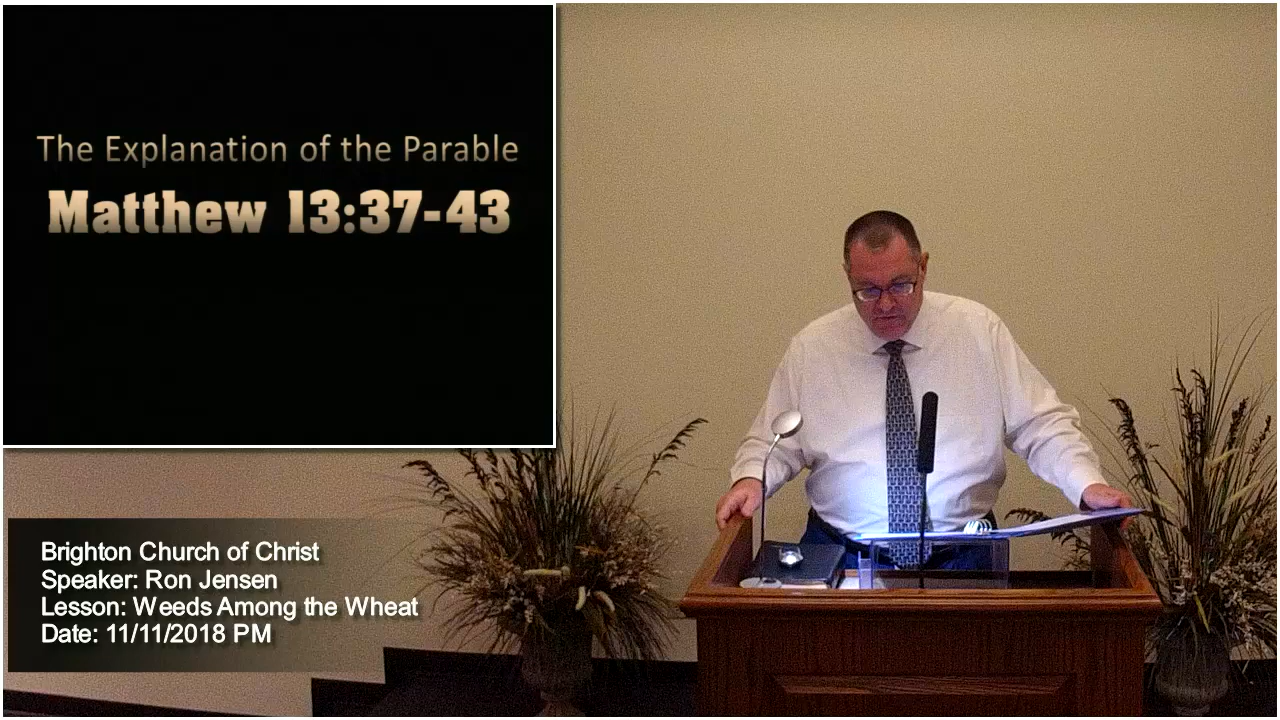 The Explanation of the Parable
Matthew 13:37-43
Brighton Church of Christ
Speaker: Ron Jensen
Lesson: Weeds Among the Wheat
Date: 11/11/2018 PM